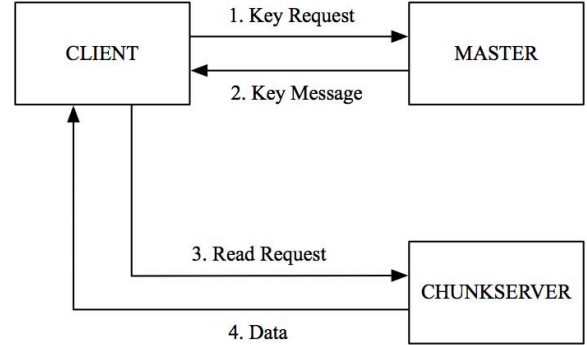 1. Key Request
CLIENT
MASTER
2. Key Message
3. Read Request
CHUNKSERVER
4. Data